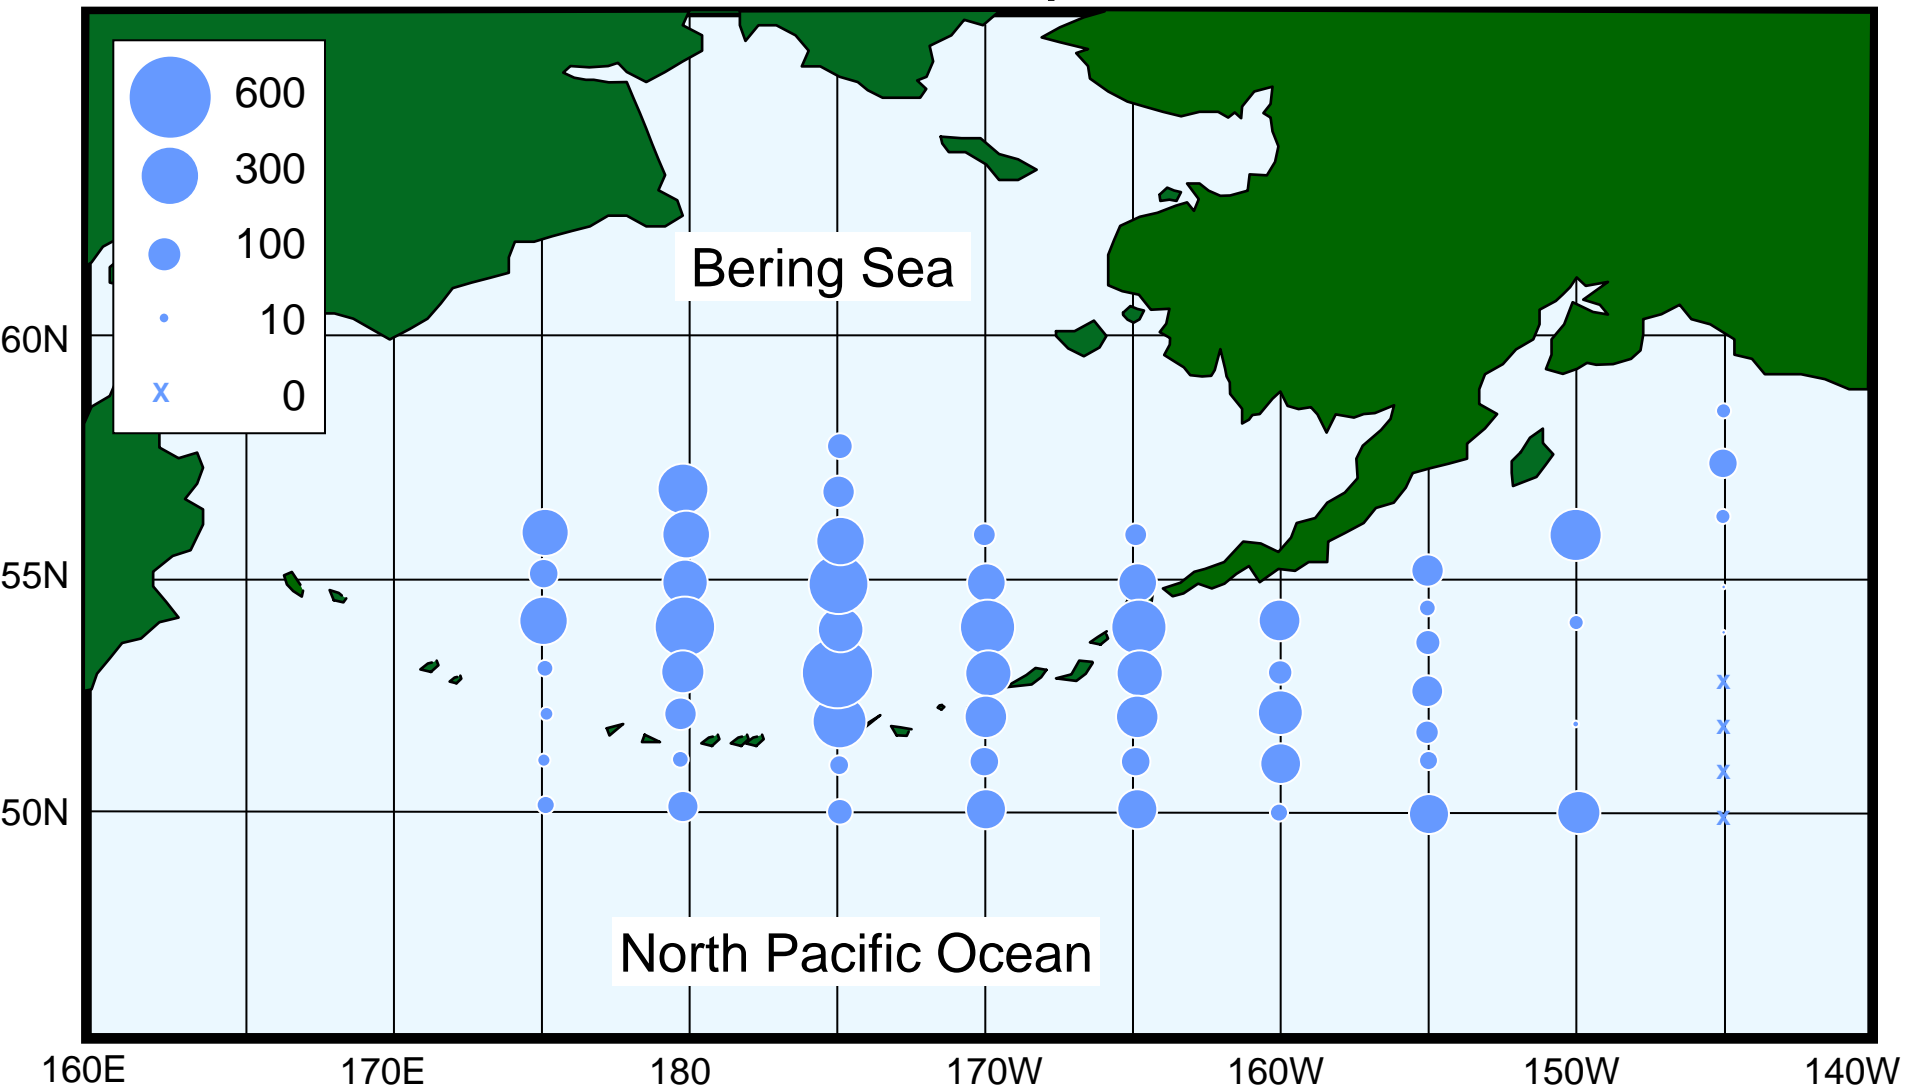 600
300
100
10
x 0
Bering Sea
60N
55N
x
x
x
50N
x
North Pacific Ocean
160E 170E 180 170W 160W 150W 140W